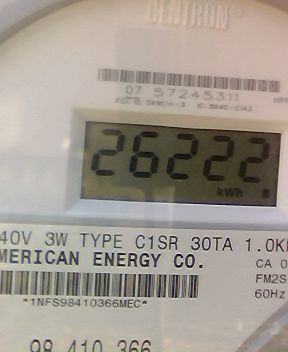 CENTRON®
07 57245311
26222
kWh
40V 3W TYPE C1SR 30TA 1.0K
MERICAN ENERGY CO.
CA 0
FM2S
60Hz
*1NFS98410366MEC*
98 410 366